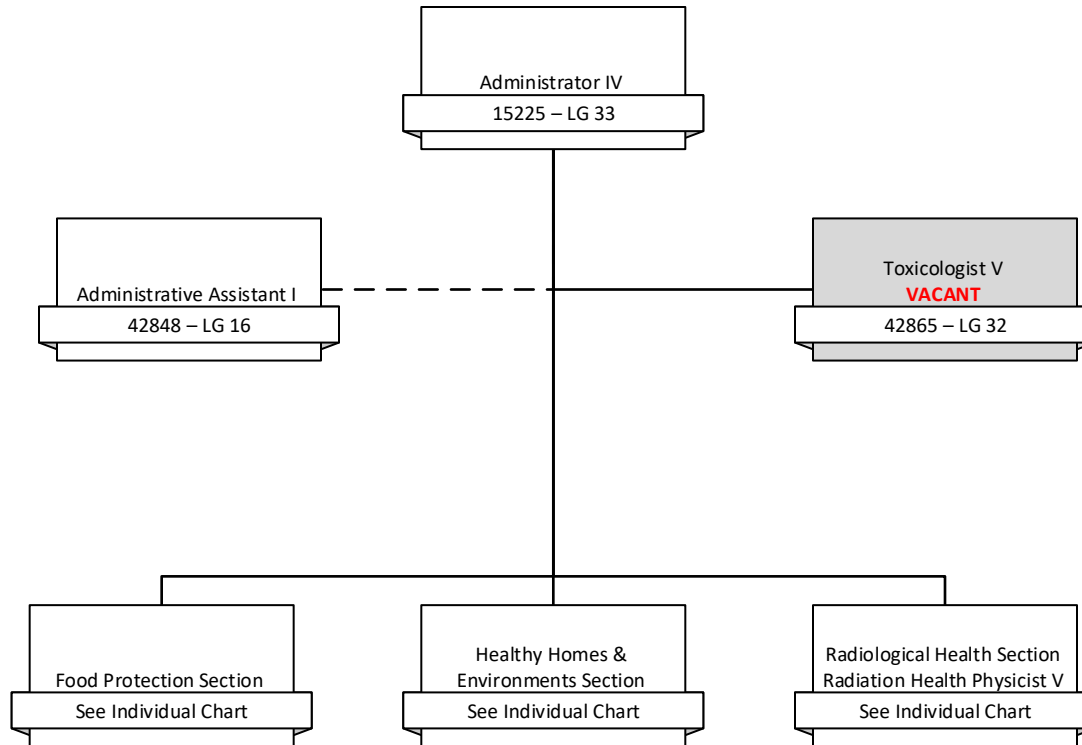 Administrator IV
15225 – LG 33
Administrative Assistant I
42848 – LG 16
Toxicologist V
VACANT
42865 – LG 32
Food Protection Section
See Individual Chart
Healthy Homes &
Environments Section
See Individual Chart
Radiological Health Section
Radiation Health Physicist V
See Individual Chart